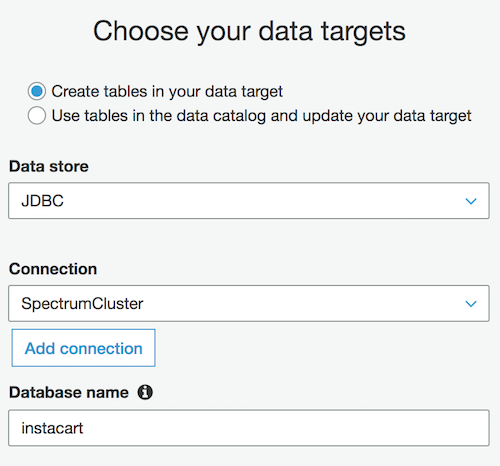 Choose your data targets
Create tables in your data target
Use tables in the data catalog and update your data target
Data store
JDBC
Connection
SpectrumCluster
Add connection
Database name
instacart